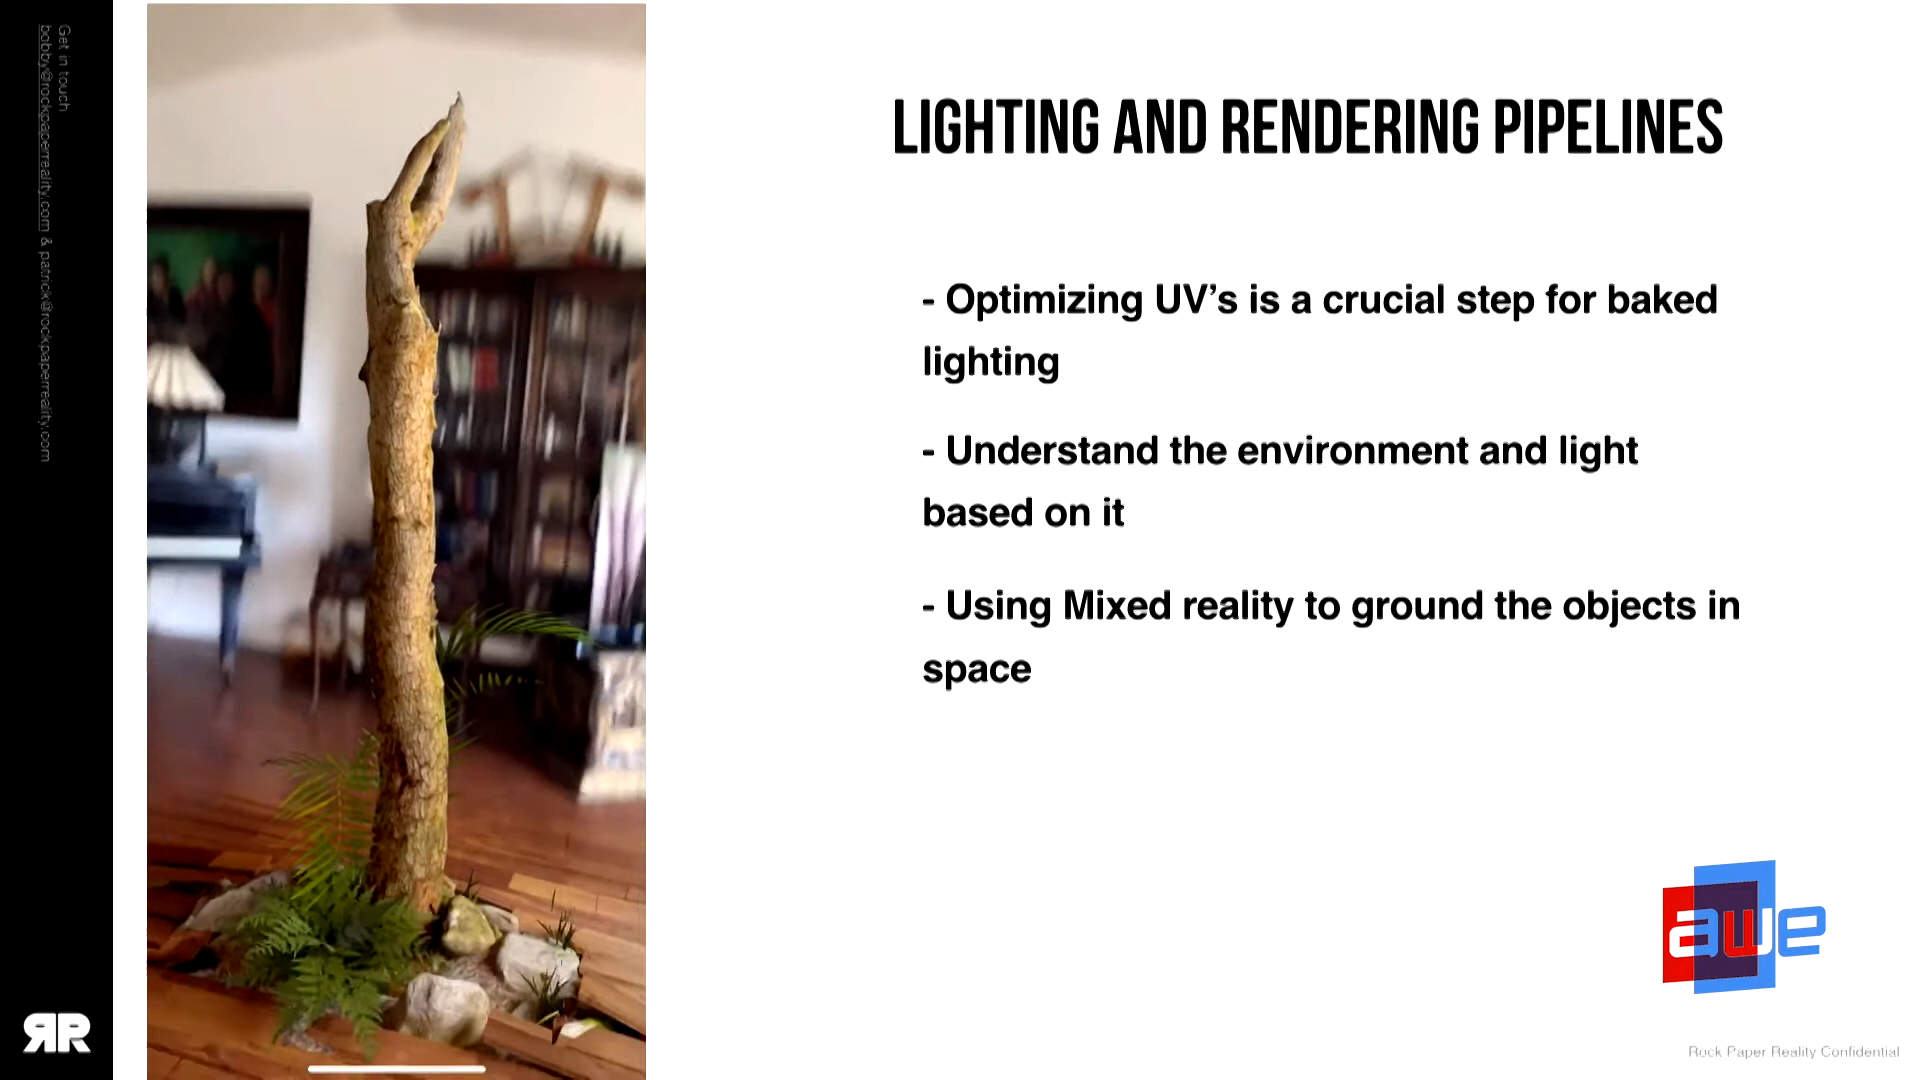 Get in touch
bobby@rockpaperreality.com & patrick@rockpaperreality.com
LIGHTING AND RENDERING PIPELINES
- Optimizing UV’s is a crucial step for baked
lighting
- Understand the environment and light
based on it
- Using Mixed reality to ground the objects in
space
awe
RR
Rock Paper Reality Confidential